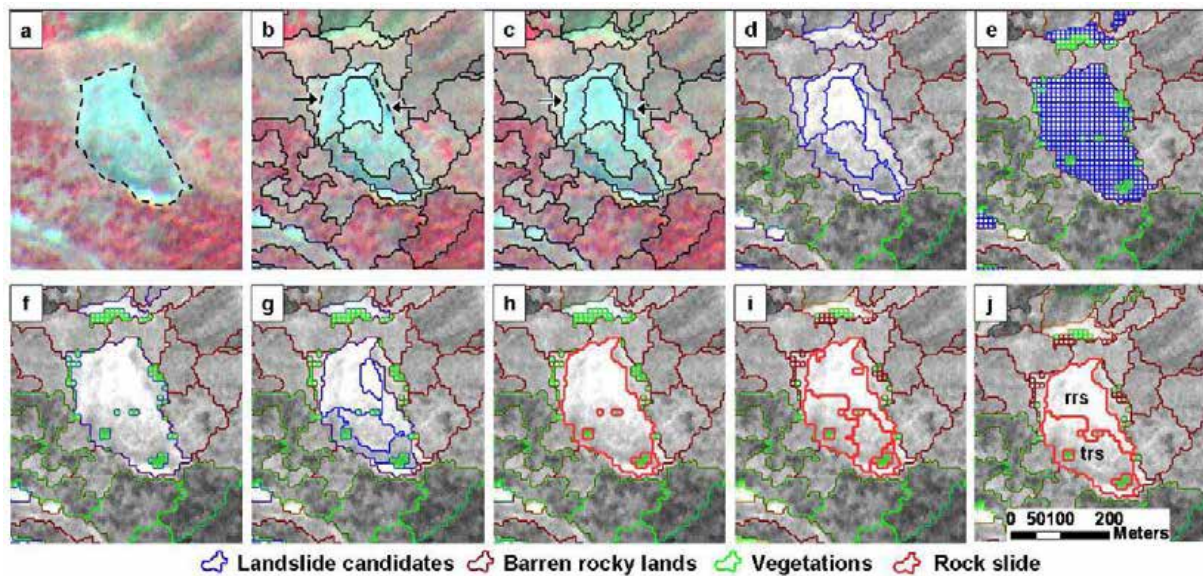 a
b
c
d
e
f
g
h
i
j
rrs
trs
0 50100 200
Meters
Landslide candidates Barren rocky lands Vegetations Rock slide